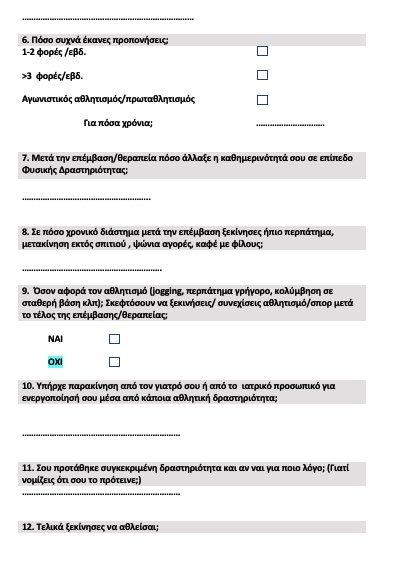 ……………………………………………………
6. Πόσο συχνά έκανες προπονήσεις;
1-2 φορές /εβδ.
>3 φορές/εβδ.
Αγωνιστικός αθλητισμός/πρωταθλητισμός
Για πόσα χρόνια; ……………………….
7. Μετά την επέμβαση/θεραπεία πόσο άλλαξε η καθημερινότητά σου σε επίπεδο
Φυσικής Δραστηριότητας;
……………………………………………..
8. Σε πόσο χρονικό διάστημα μετά την επέμβαση ξεκίνησες ήπιο περπάτημα,
μετακίνηση εκτός σπιτιού , ψώνια αγορές, καφέ με φίλους;
…………………………………………………
9. Όσον αφορά τον αθλητισμό (jogging, περπάτημα γρήγορο, κολύμβηση σε
σταθερή βάση κλπ); Σκεφτόσουν να ξεκινήσεις/ συνεχίσεις αθλητισμό/σπορ μετά
το τέλος της επέμβασης/θεραπείας;
ΝΑΙ
ΟΧΙ
10. Υπήρχε παρακίνηση από τον γιατρό σου ή από το ιατρικό προσωπικό για
ενεργοποίησή σου μέσα από κάποια αθλητική δραστηριότητα;
……………………………………………………….
11. Σου προτάθηκε συγκεκριμένη δραστηριότητα και αν ναι για ποιο λόγο; (Γιατί
νομίζεις ότι σου το πρότεινε;)
……………………………………………………….
12. Τελικά ξεκίνησες να αθλείσαι;